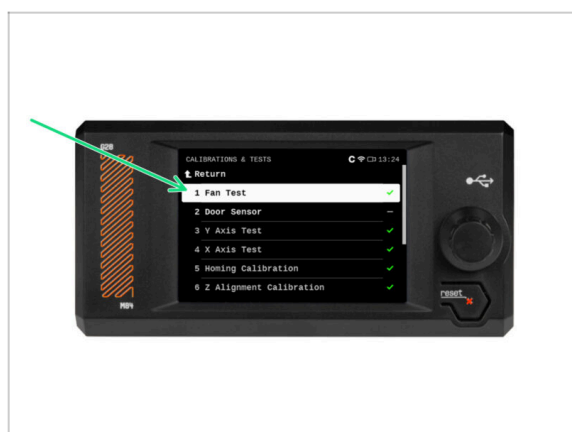 G28
CALIBRATIONS & TESTS C 13:24
Return
1 Fan Test
2 Door Sensor
3 Y Axis Test
4 X Axis Test
5 Homing Calibration
6 Z Alignment Calibration
reset
M84